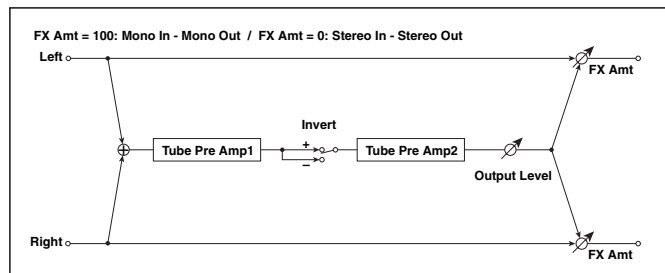 FX Amt = 100: Mono In - Mono Out / FX Amt = 0: Stereo In - Stereo Out
Left
FX Amt
Invert
+
Tube Pre Amp1
Tube Pre Amp2
−
Output Level
Right
FX Amt